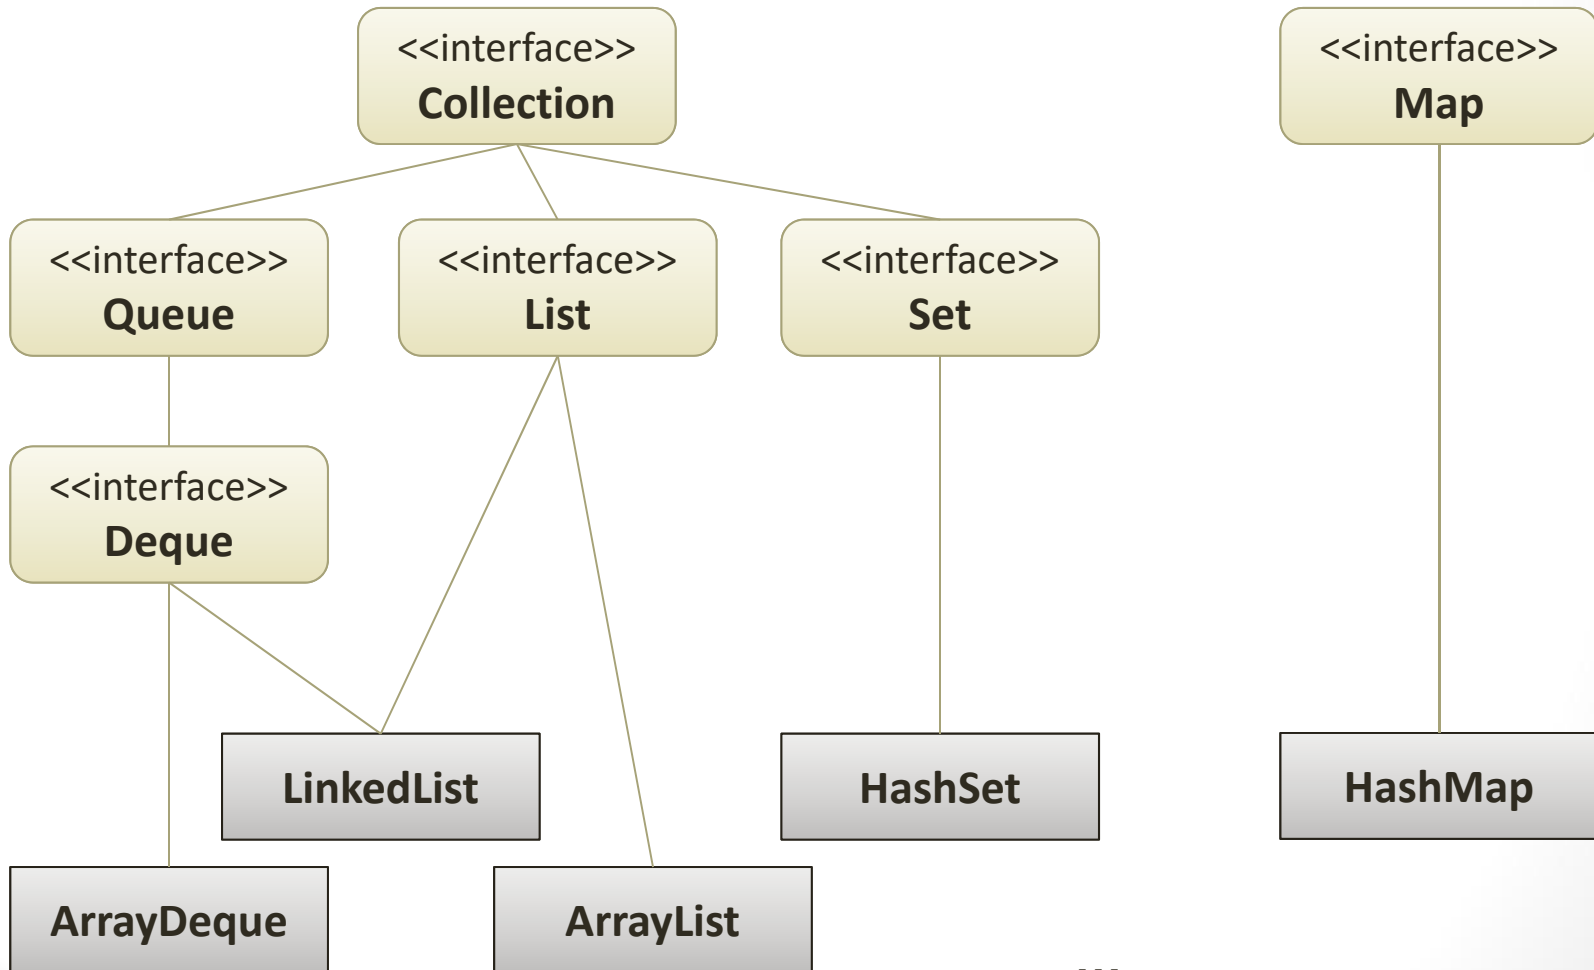 <<interface>>
Collection
<<interface>>
Map
<<interface>>
Queue
<<interface>>
List
<<interface>>
Set
<<interface>>
Deque
LinkedList
HashSet
HashMap
ArrayDeque
ArrayList